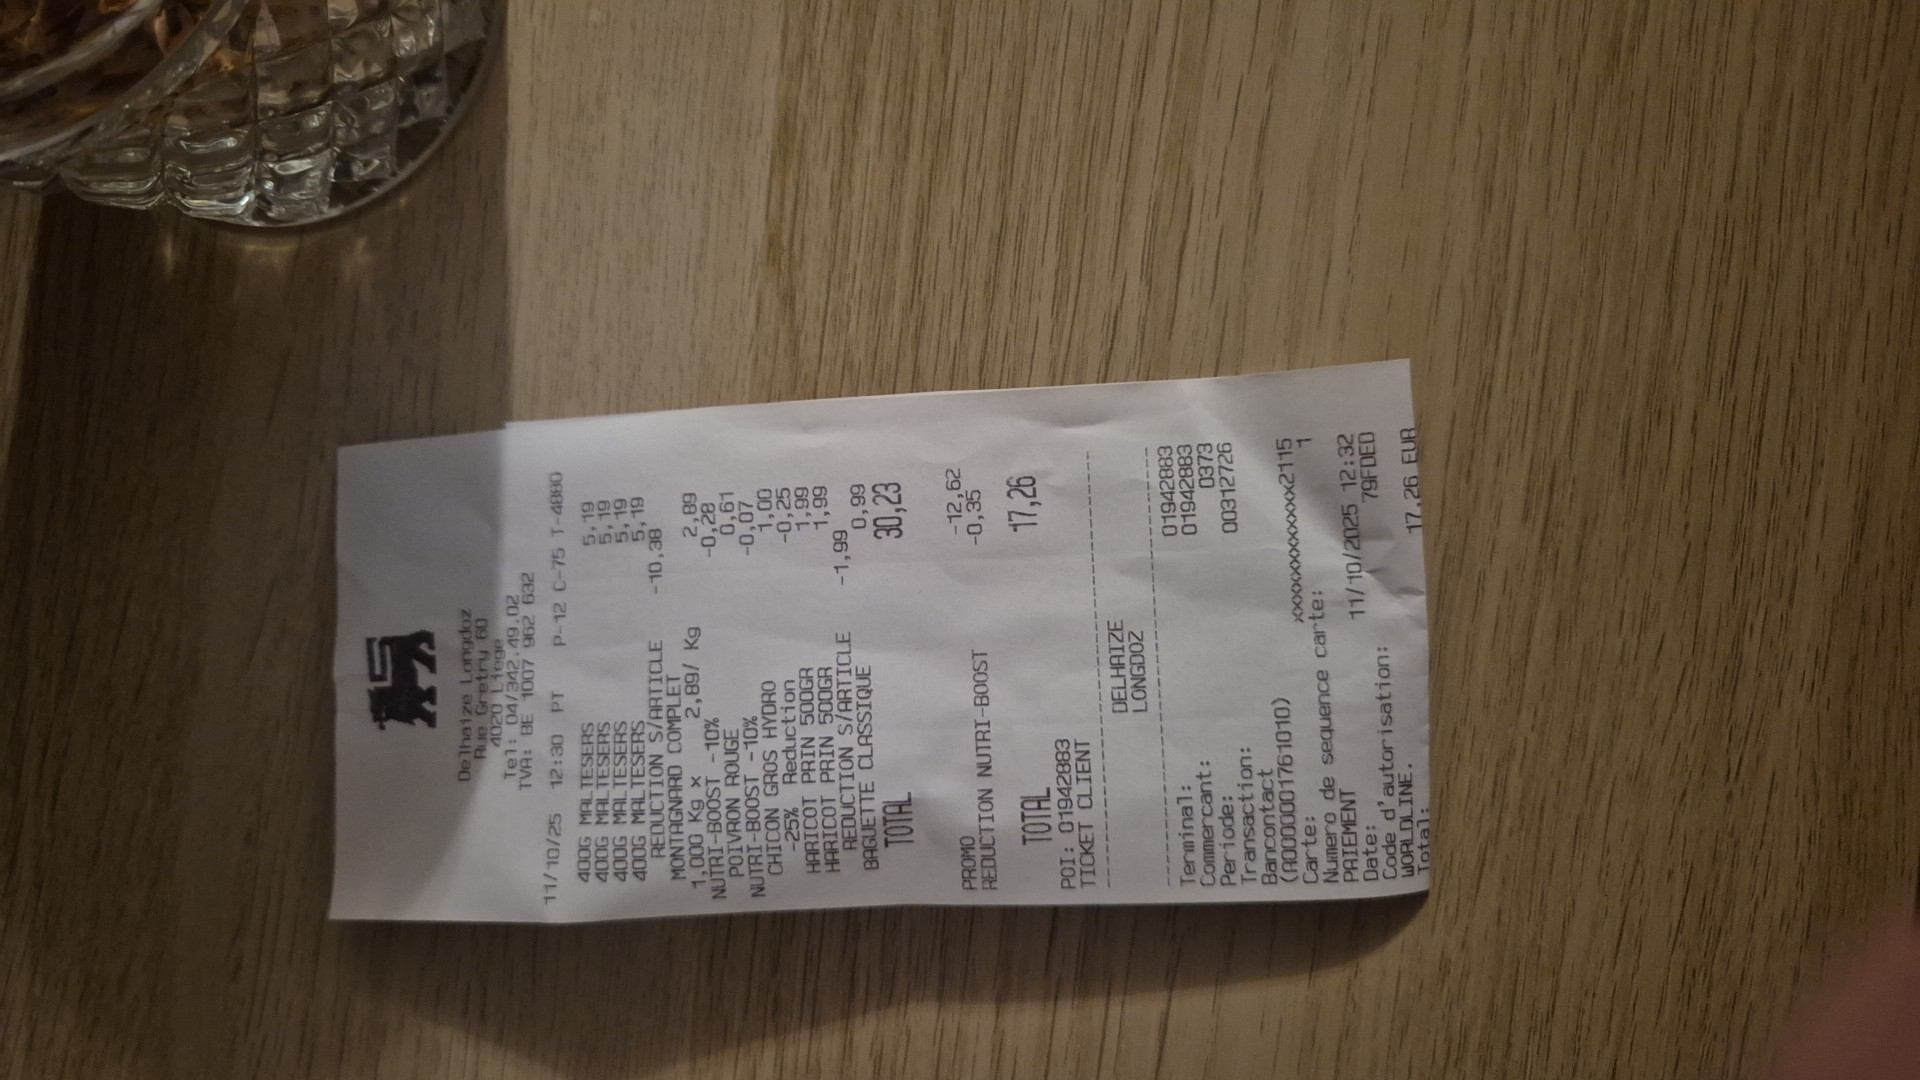 Delhaize Longdoz
Rue Gretry 60
4020 Liege
Tel: 04/342.49.02
TVA: BE 1007 962 632
11/10/25 12:30 PT P-12 C-75 T-4880
400G MALTESERS 5,19
400G MALTESERS 5,19
400G MALTESERS 5,19
400G MALTESERS 5,19
REDUCTION S/ARTICLE -10,38
MONTAGNARD COMPLET
1,000 Kg x 2,89/ Kg 2,89
NUTRI-BOOST -10% -0,28
POIVRON ROUGE 0,61
NUTRI-BOOST -10% -0,07
CHICON GROS HYDRO 1,00
-25% Reduction -0,25
HARICOT PRIN 500GR 1,99
HARICOT PRIN 500GR 1,99
REDUCTION S/ARTICLE -1,99
BAGUETTE CLASSIQUE 0,99
TOTAL 30,23
PROMO -12,62
REDUCTION NUTRI-BOOST -0,35
TOTAL 17,26
POI: 01942883
TICKET CLIENT
DELHAIZE
LONGDOZ
Terminal: 01942883
Commercant: 01942883
Periode: 0373
Transaction: 00312726
Bancontact
(A0000001761010)
Carte: xxxxxxxxxxxxxxx2115
Numero de sequence carte: 1
PAIEMENT
Date: 11/10/2025 12:32
Code d'autorisation: 79FDED
WORLDLINE.
Total: 17,26 EUR